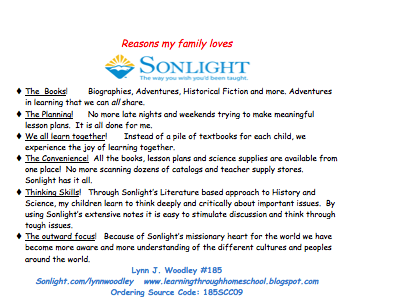 Reasons my family loves
SONLIGHT
The way you wish you'd been taught.
♦ The Books! Biographies, Adventures, Historical Fiction and more. Adventures
in learning that we can all share.
♦ The Planning! No more late nights and weekends trying to make meaningful
lesson plans. It is all done for me.
♦ We all learn together! Instead of a pile of textbooks for each child, we
experience the joy of learning together.
♦ The Convenience! All the books, lesson plans and science supplies are available from
one place! No more scanning dozens of catalogs and teacher supply stores.
Sonlight has it all.
♦ Thinking Skills! Through Sonlight's Literature based approach to History and
Science, my children learn to think deeply and critically about important issues. By
using Sonlight's extensive notes it is easy to stimulate discussion and think through
tough issues.
♦ The outward focus! Because of Sonlight's missionary heart for the world we have
become more aware and more understanding of the different cultures and peoples
around the world.
Lynn J. Woodley #185
Sonlight.com/lynnwoodley www.learningthroughomeschool.blogspot.com
Ordering Source Code: 185SCC09